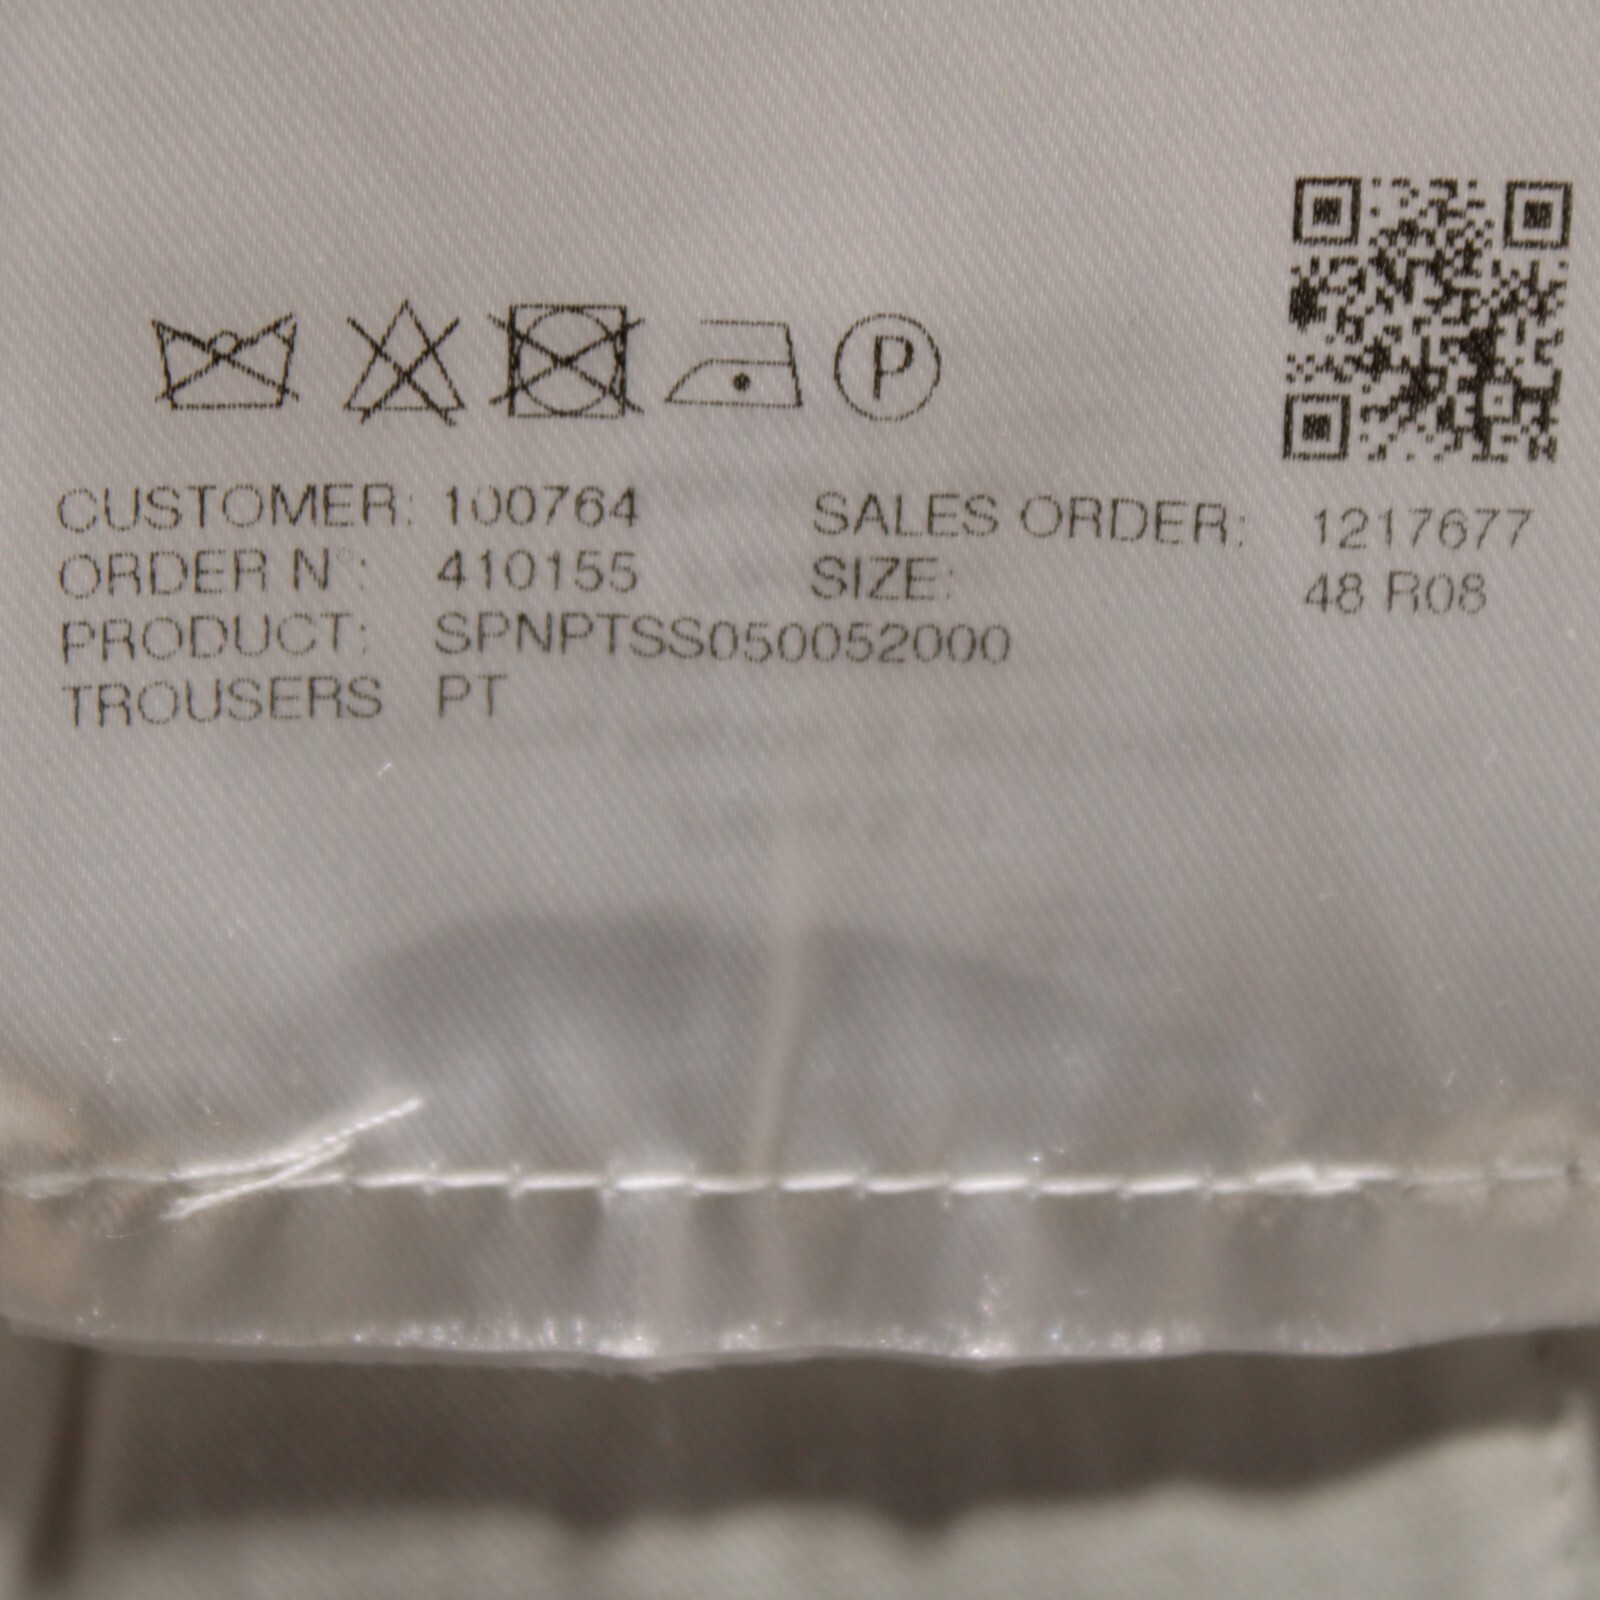 P
CUSTOMER: 100764 SALES ORDER: 1217677
ORDER N°: 410155 SIZE: 48 R08
PRODUCT: SPNPTSS050052000
TROUSERS PT